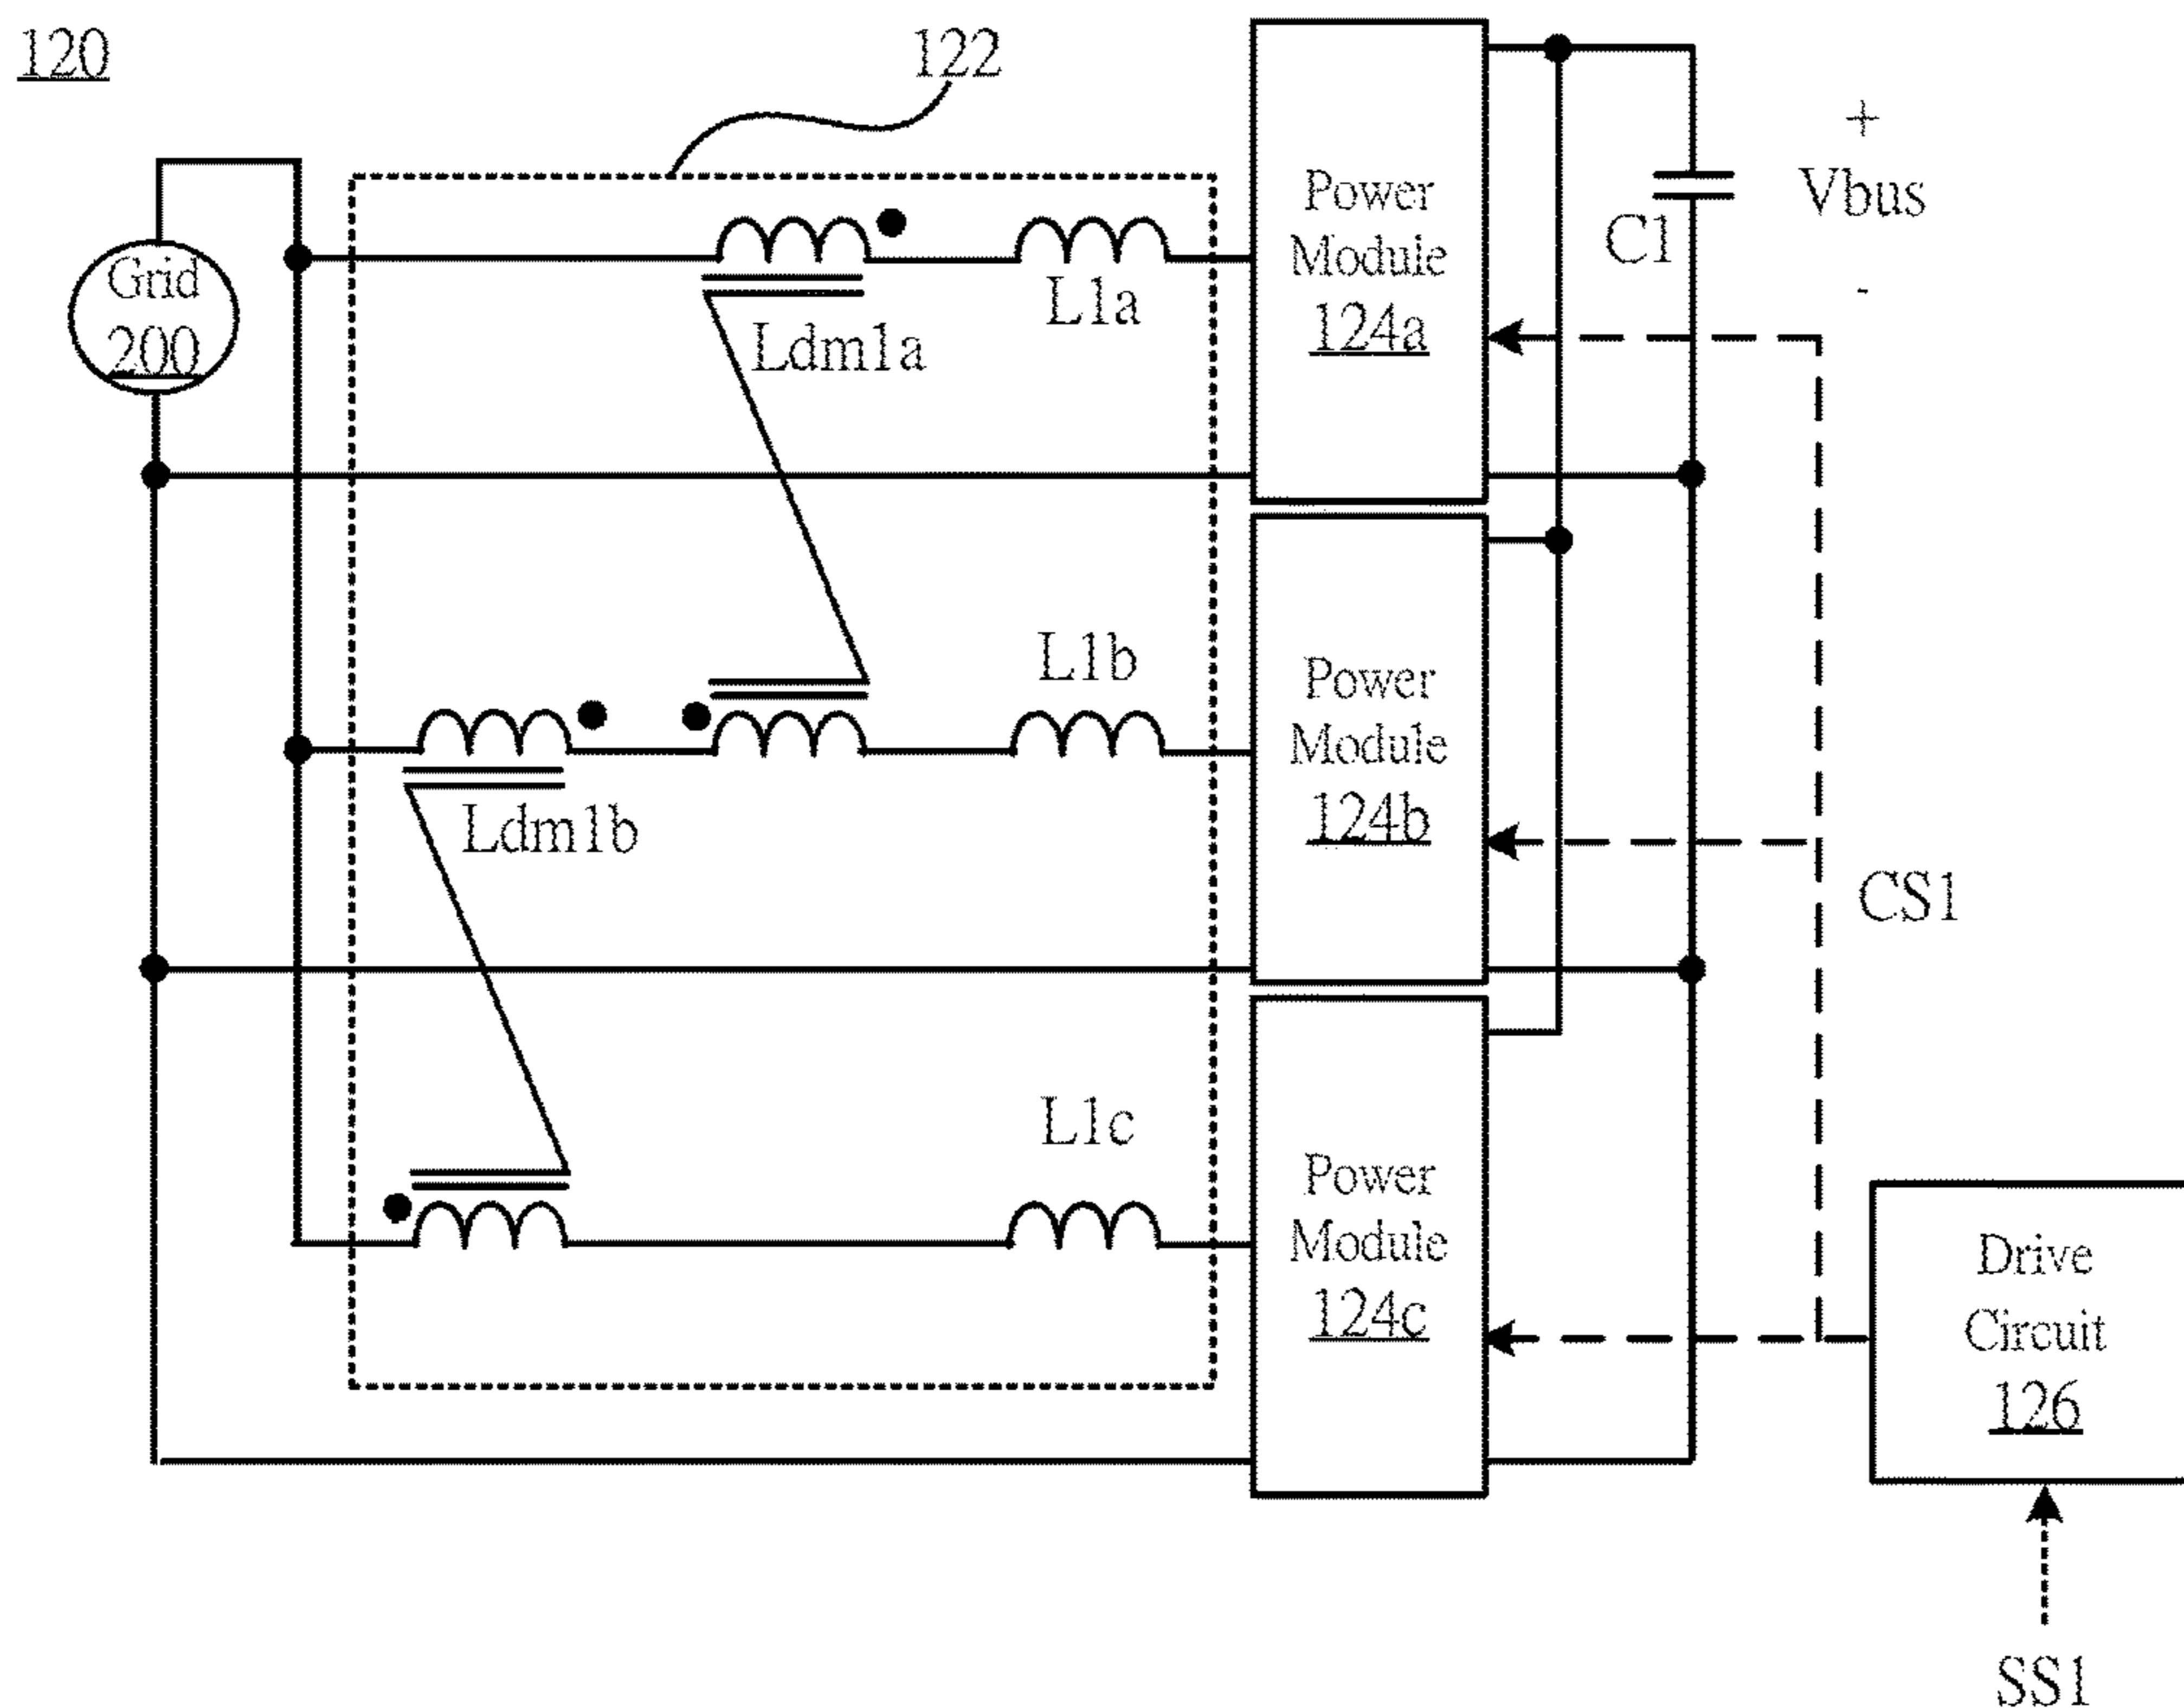 120
122
Grid
200
Power
Module
124a
+
Vbus
-
C1
L1a
Ldm1a
L1b
Power
Module
124b
Ldm1b
CS1
L1c
Power
Module
124c
Drive
Circuit
126
SS1